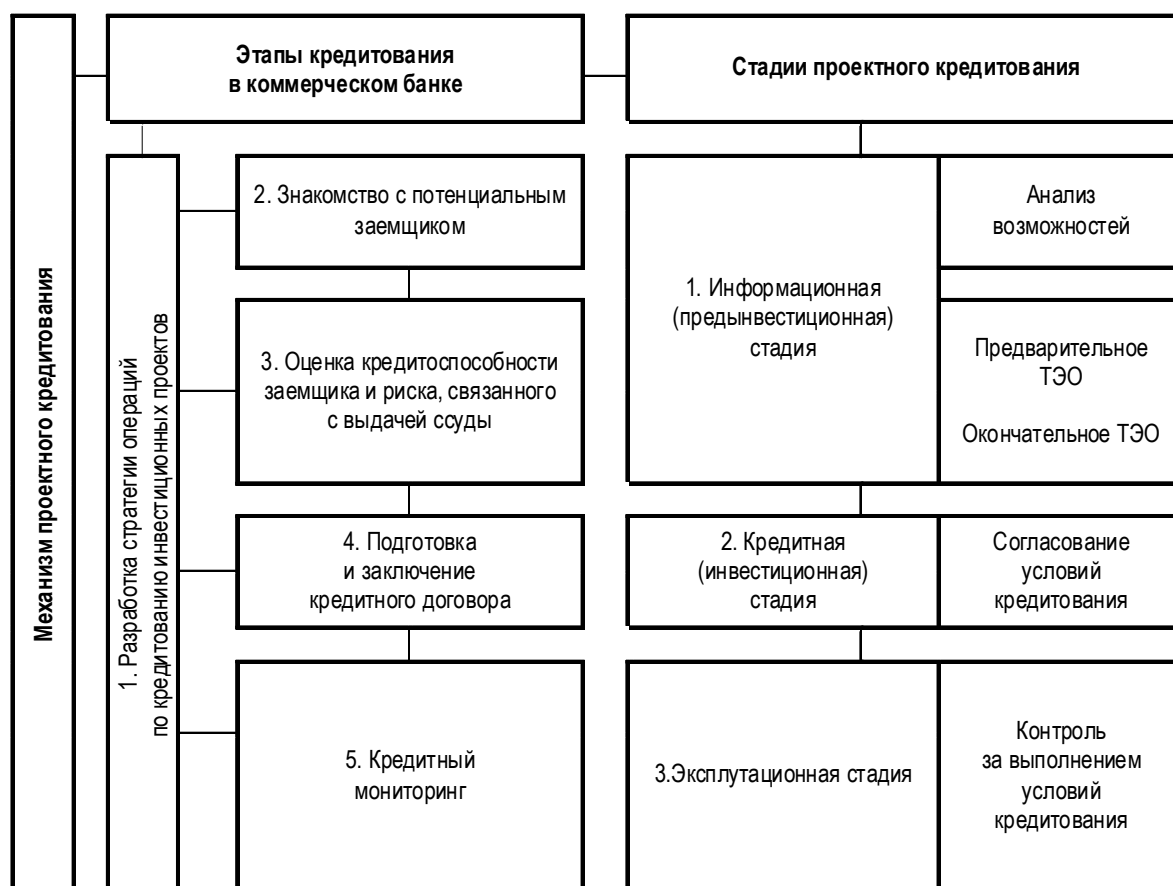 Механизм проектного кредитования
Этапы кредитования
в коммерческом банке
Стадии проектного кредитования
1. Разработка стратегии операций
по кредитованию инвестиционных проектов
2. Знакомство с потенциальным
заемщиком
3. Оценка кредитоспособности
заемщика и риска, связанного
с выдачей ссуды
4. Подготовка
и заключение
кредитного договора
5. Кредитный
мониторинг
1. Информационная
(предынвестиционная)
стадия
Анализ
возможностей
Предварительное
ТЭО
Окончательное ТЭО
2. Кредитная
(инвестиционная)
стадия
Согласование
условий
кредитования
3.Эксплутационная стадия
Контроль
за выполнением
условий
кредитования